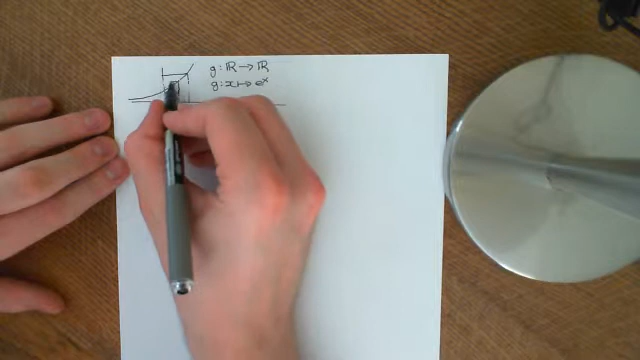 g : ℝ → ℝ
g : x ↦ eˣ